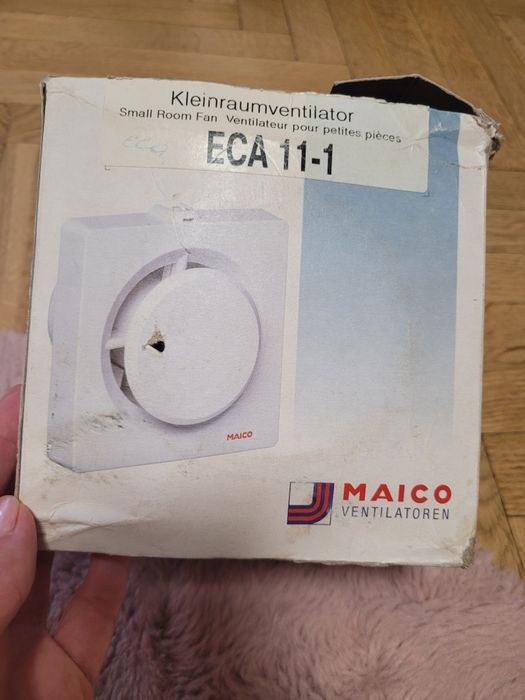 Kleinraumventilator
Small Room Fan Ventilateur pour petites pièces
ECA 11-1
MAICO
MAICO
VENTILATOREN